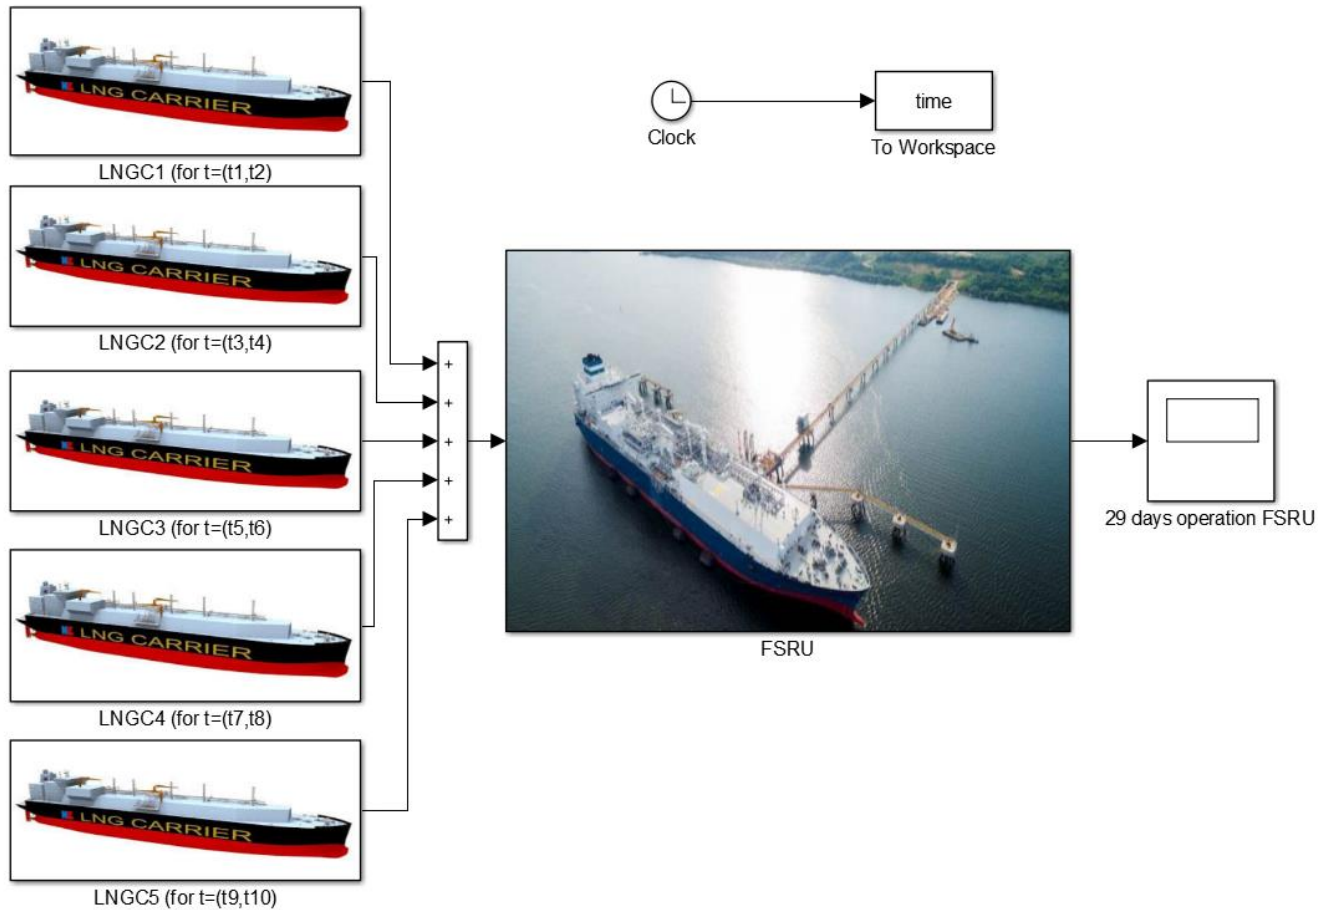 LNG CARRIER
LNGC1 (for t=(t1,t2)
LNG CARRIER
LNGC2 (for t=(t3,t4)
LNG CARRIER
LNGC3 (for t=(t5,t6)
LNG CARRIER
LNGC4 (for t=(t7,t8)
LNG CARRIER
LNGC5 (for t=(t9,t10)
+
+
+
+
+
Clock
time
To Workspace
FSRU
29 days operation FSRU